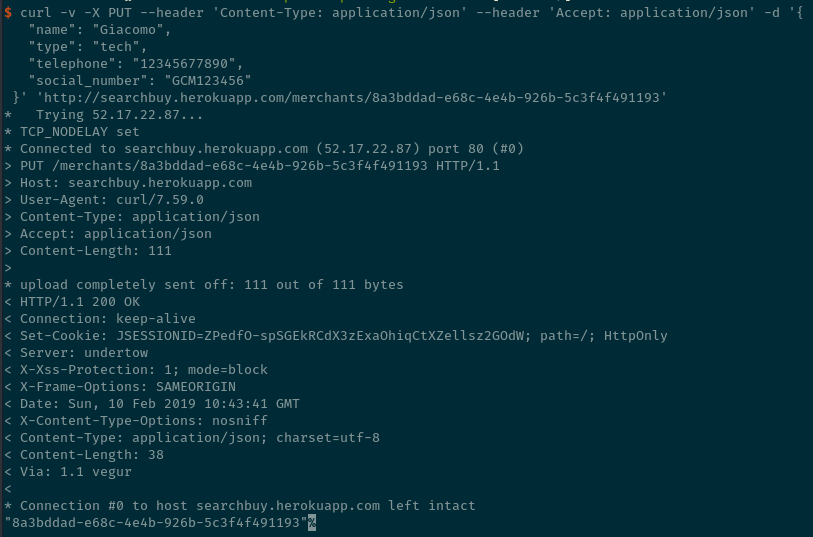 $ curl -v -X PUT --header 'Content-Type: application/json' --header 'Accept: application/json' -d '{
   "name": "Giacomo",
   "type": "tech",
   "telephone": "12345677890",
   "social_number": "GCM123456"
 }' 'http://searchbuy.herokuapp.com/merchants/8a3bddad-e68c-4e4b-926b-5c3f4f491193'
*   Trying 52.17.22.87...
* TCP_NODELAY set
* Connected to searchbuy.herokuapp.com (52.17.22.87) port 80 (#0)
> PUT /merchants/8a3bddad-e68c-4e4b-926b-5c3f4f491193 HTTP/1.1
> Host: searchbuy.herokuapp.com
> User-Agent: curl/7.59.0
> Content-Type: application/json
> Accept: application/json
> Content-Length: 111
>
* upload completely sent off: 111 out of 111 bytes
< HTTP/1.1 200 OK
< Connection: keep-alive
< Set-Cookie: JSESSIONID=ZPedfO-spSGEkRCdX3zExaOhiqCtXZellsz2GOdW; path=/; HttpOnly
< Server: undertow
< X-Xss-Protection: 1; mode=block
< X-Frame-Options: SAMEORIGIN
< Date: Sun, 10 Feb 2019 10:43:41 GMT
< X-Content-Type-Options: nosniff
< Content-Type: application/json; charset=utf-8
< Content-Length: 38
< Via: 1.1 vegur
<
* Connection #0 to host searchbuy.herokuapp.com left intact
"8a3bddad-e68c-4e4b-926b-5c3f4f491193"%